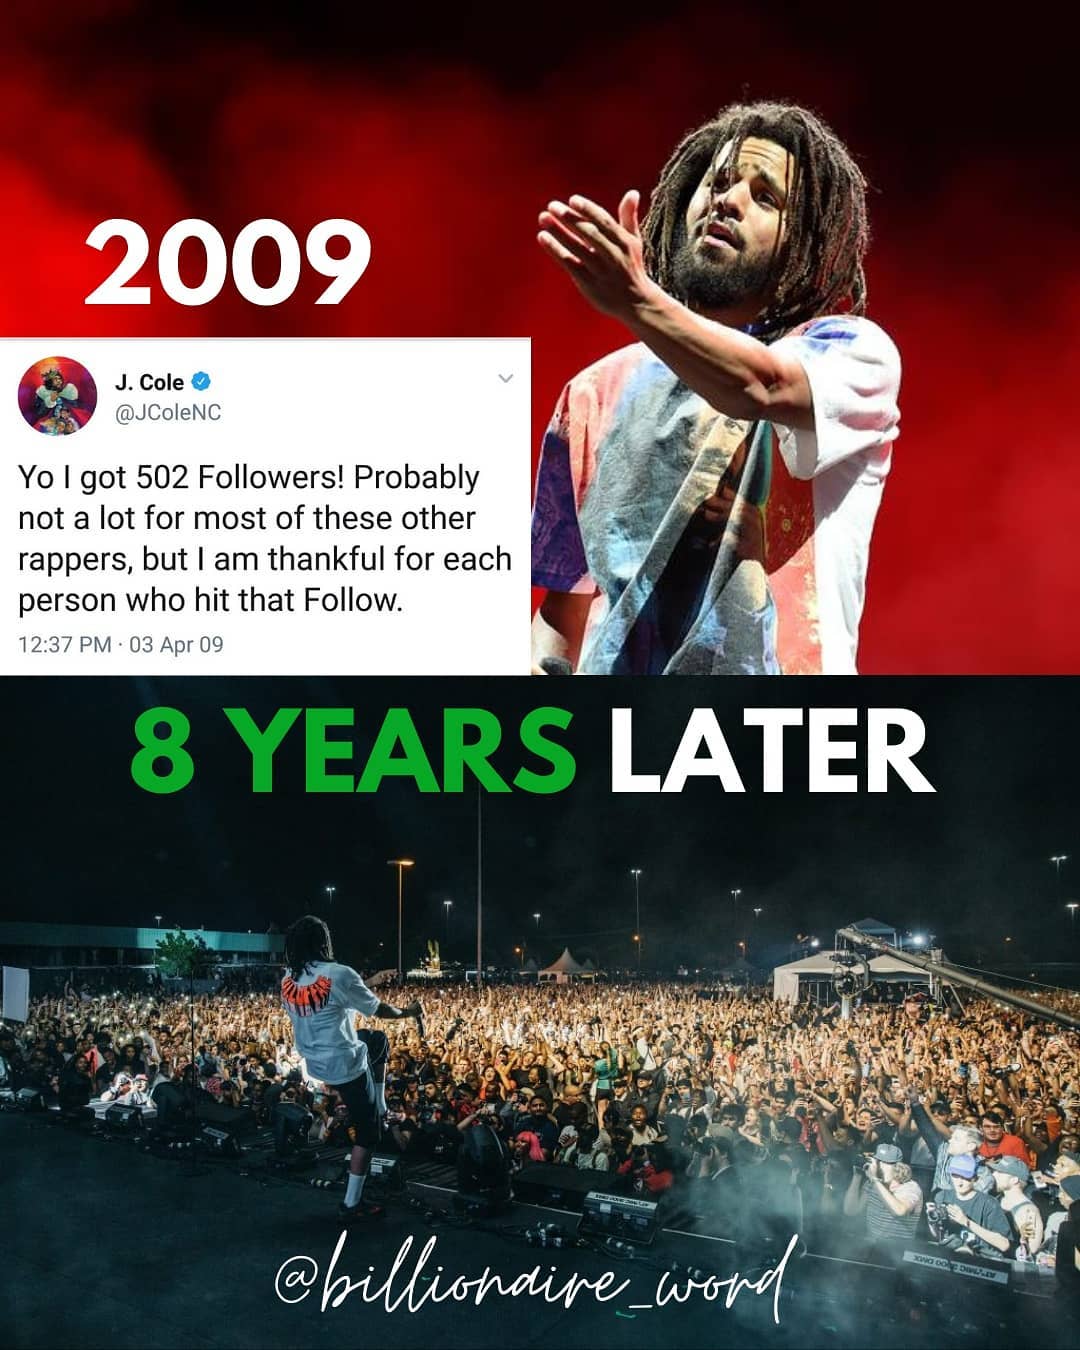 2009
J. Cole
@JColeNC
Yo I got 502 Followers! Probably
not a lot for most of these other
rappers, but I am thankful for each
person who hit that Follow.
12:37 PM · 03 Apr 09
8 YEARS LATER
@billionaire_word